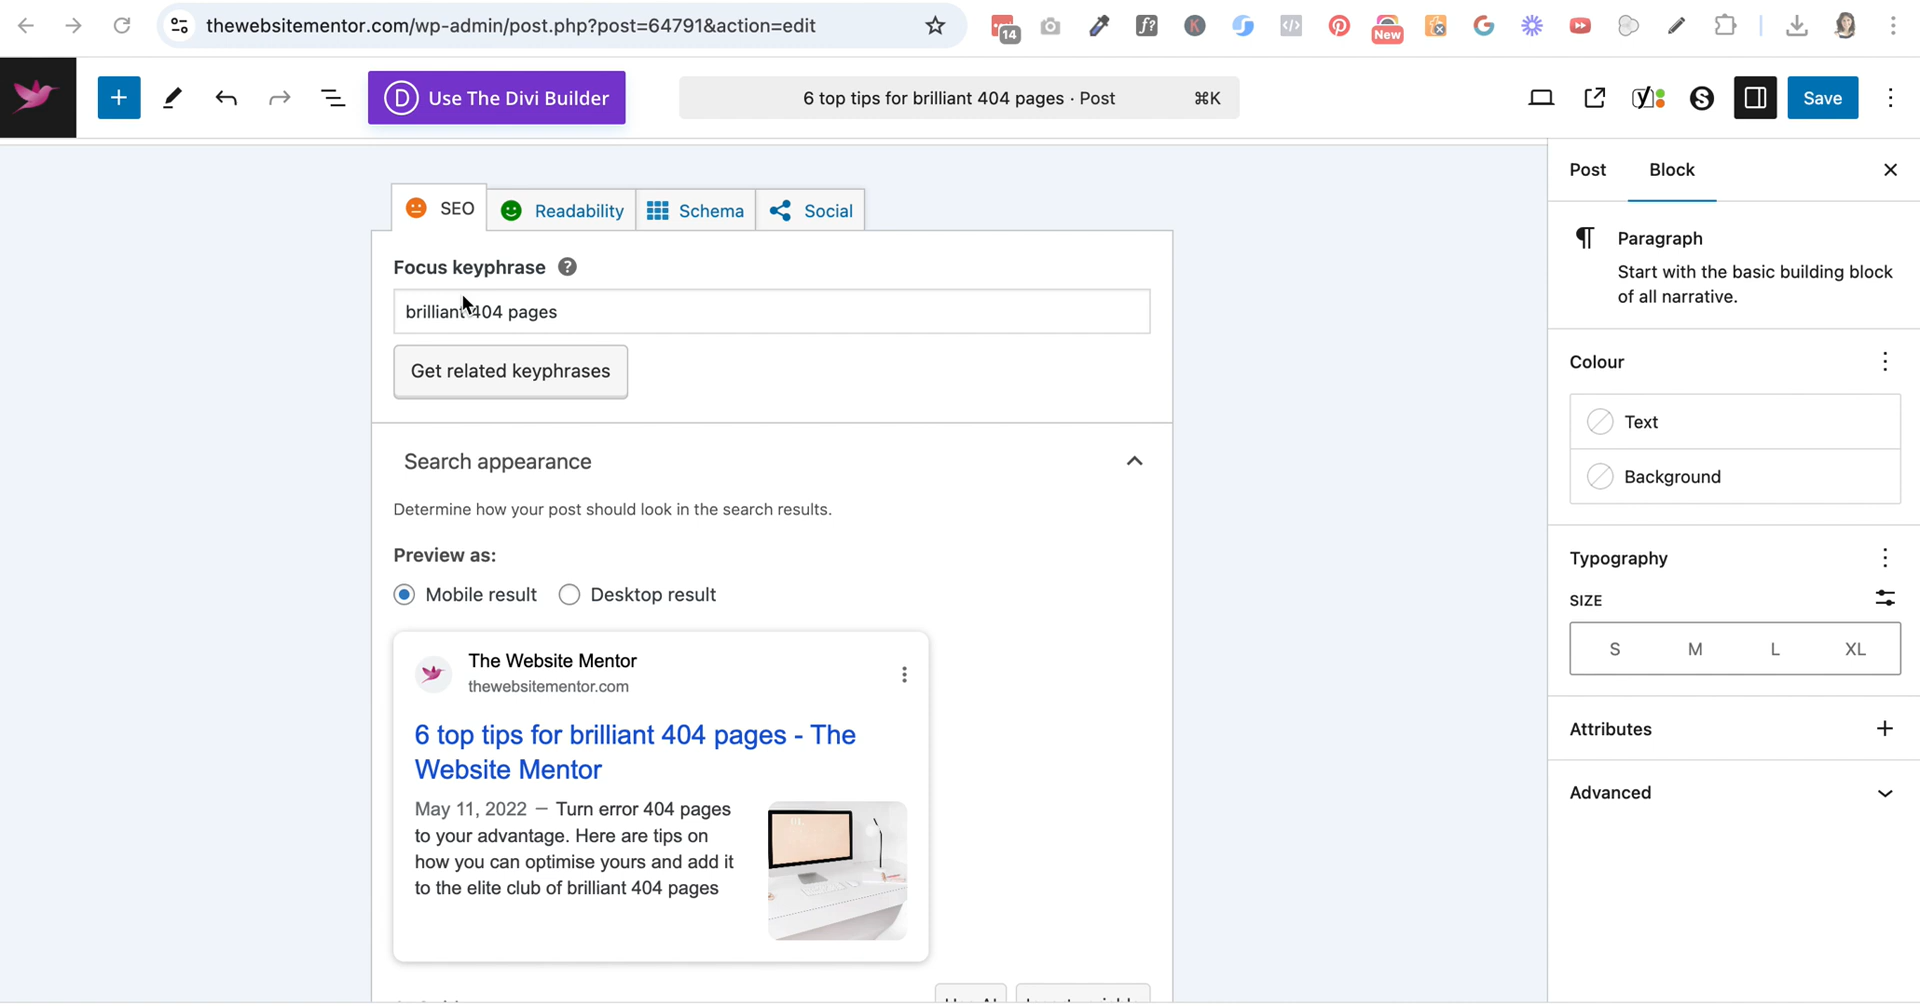 thewebsitementor.com/wp-admin/post.php?post=64791&action=edit
14
New
Use The Divi Builder
6 top tips for brilliant 404 pages · Post
⌘K
Save
SEO
Readability
Schema
Social
Focus keyphrase
brilliant 404 pages
Get related keyphrases
Search appearance
Determine how your post should look in the search results.
Preview as:
Mobile result
Desktop result
The Website Mentor
thewebsitementor.com
6 top tips for brilliant 404 pages - The
Website Mentor
May 11, 2022 – Turn error 404 pages
to your advantage. Here are tips on
how you can optimise yours and add it
to the elite club of brilliant 404 pages
Post
Block
Paragraph
Start with the basic building block
of all narrative.
Colour
Text
Background
Typography
SIZE
S
M
L
XL
Attributes
Advanced